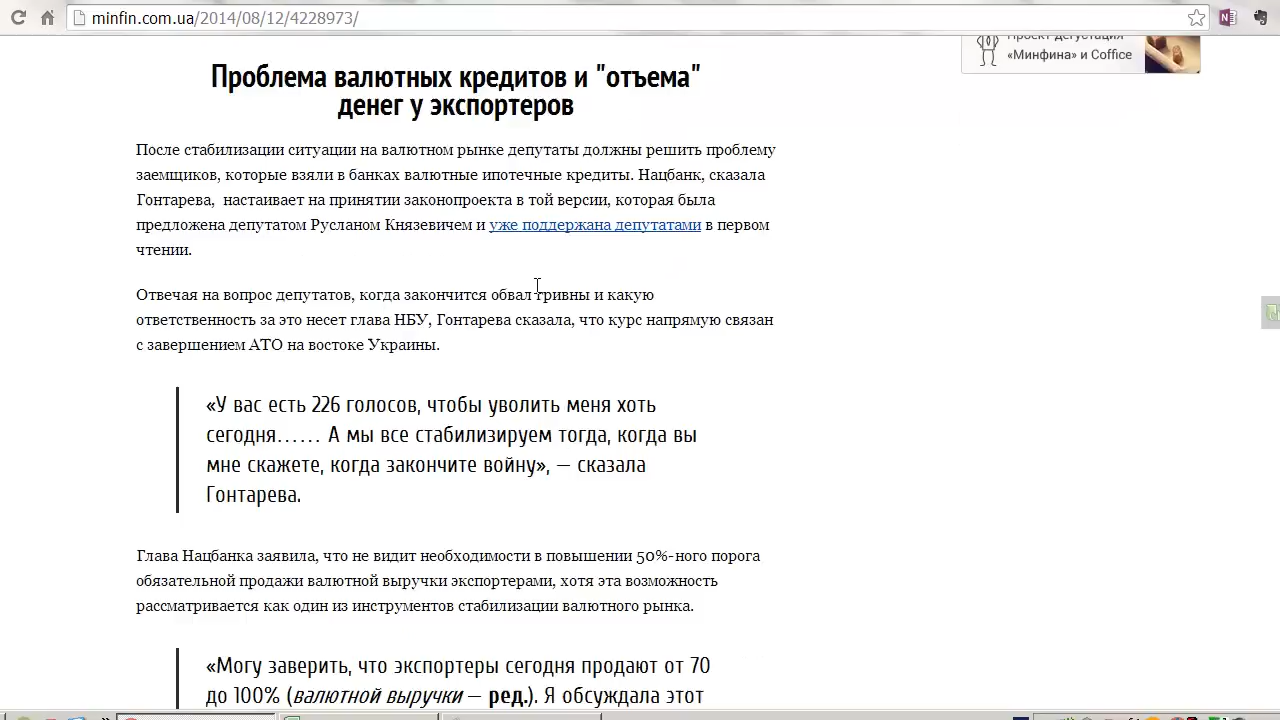 minfin.com.ua/2014/08/12/4228973/
Проект дегустация
«Минфина» и Coffice
Проблема валютных кредитов и "отъема"
денег у экспортеров
После стабилизации ситуации на валютном рынке депутаты должны решить проблему
заемщиков, которые взяли в банках валютные ипотечные кредиты. Нацбанк, сказала
Гонтарева,  настаивает на принятии законопроекта в той версии, которая была
предложена депутатом Русланом Князевичем и уже поддержана депутатами в первом
чтении.
Отвечая на вопрос депутатов, когда закончится обвал гривны и какую
ответственность за это несет глава НБУ, Гонтарева сказала, что курс напрямую связан
с завершением АТО на востоке Украины.
«У вас есть 226 голосов, чтобы уволить меня хоть
сегодня...... А мы все стабилизируем тогда, когда вы
мне скажете, когда закончите войну», — сказала
Гонтарева.
Глава Нацбанка заявила, что не видит необходимости в повышении 50%-ного порога
обязательной продажи валютной выручки экспортерами, хотя эта возможность
рассматривается как один из инструментов стабилизации валютного рынка.
«Могу заверить, что экспортеры сегодня продают от 70
до 100% (валютной выручки — ред.). Я обсуждала этот